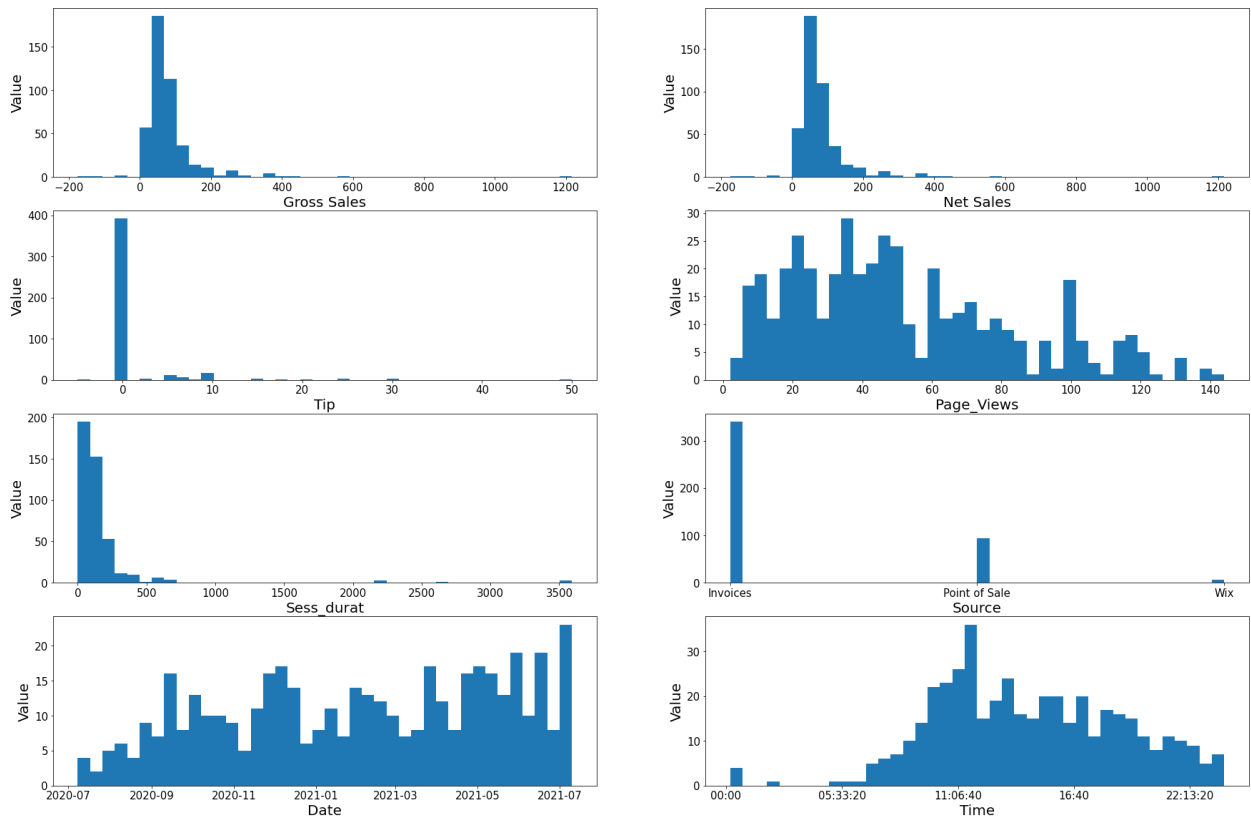 150
100
50
0
Value
−200 0 200 400 600 800 1000 1200
Gross Sales
150
100
50
0
Value
−200 0 200 400 600 800 1000 1200
Net Sales
400
300
200
100
0
Value
0 10 20 30 40 50
Tip
30
25
20
15
10
5
0
Value
0 20 40 60 80 100 120 140
Page_Views
200
150
100
50
0
Value
0 500 1000 1500 2000 2500 3000 3500
Sess_durat
300
200
100
0
Value
Invoices Point of Sale Wix
Source
20
15
10
5
0
Value
2020-07 2020-09 2020-11 2021-01 2021-03 2021-05 2021-07
Date
30
20
10
0
Value
00:00 05:33:20 11:06:40 16:40 22:13:20
Time